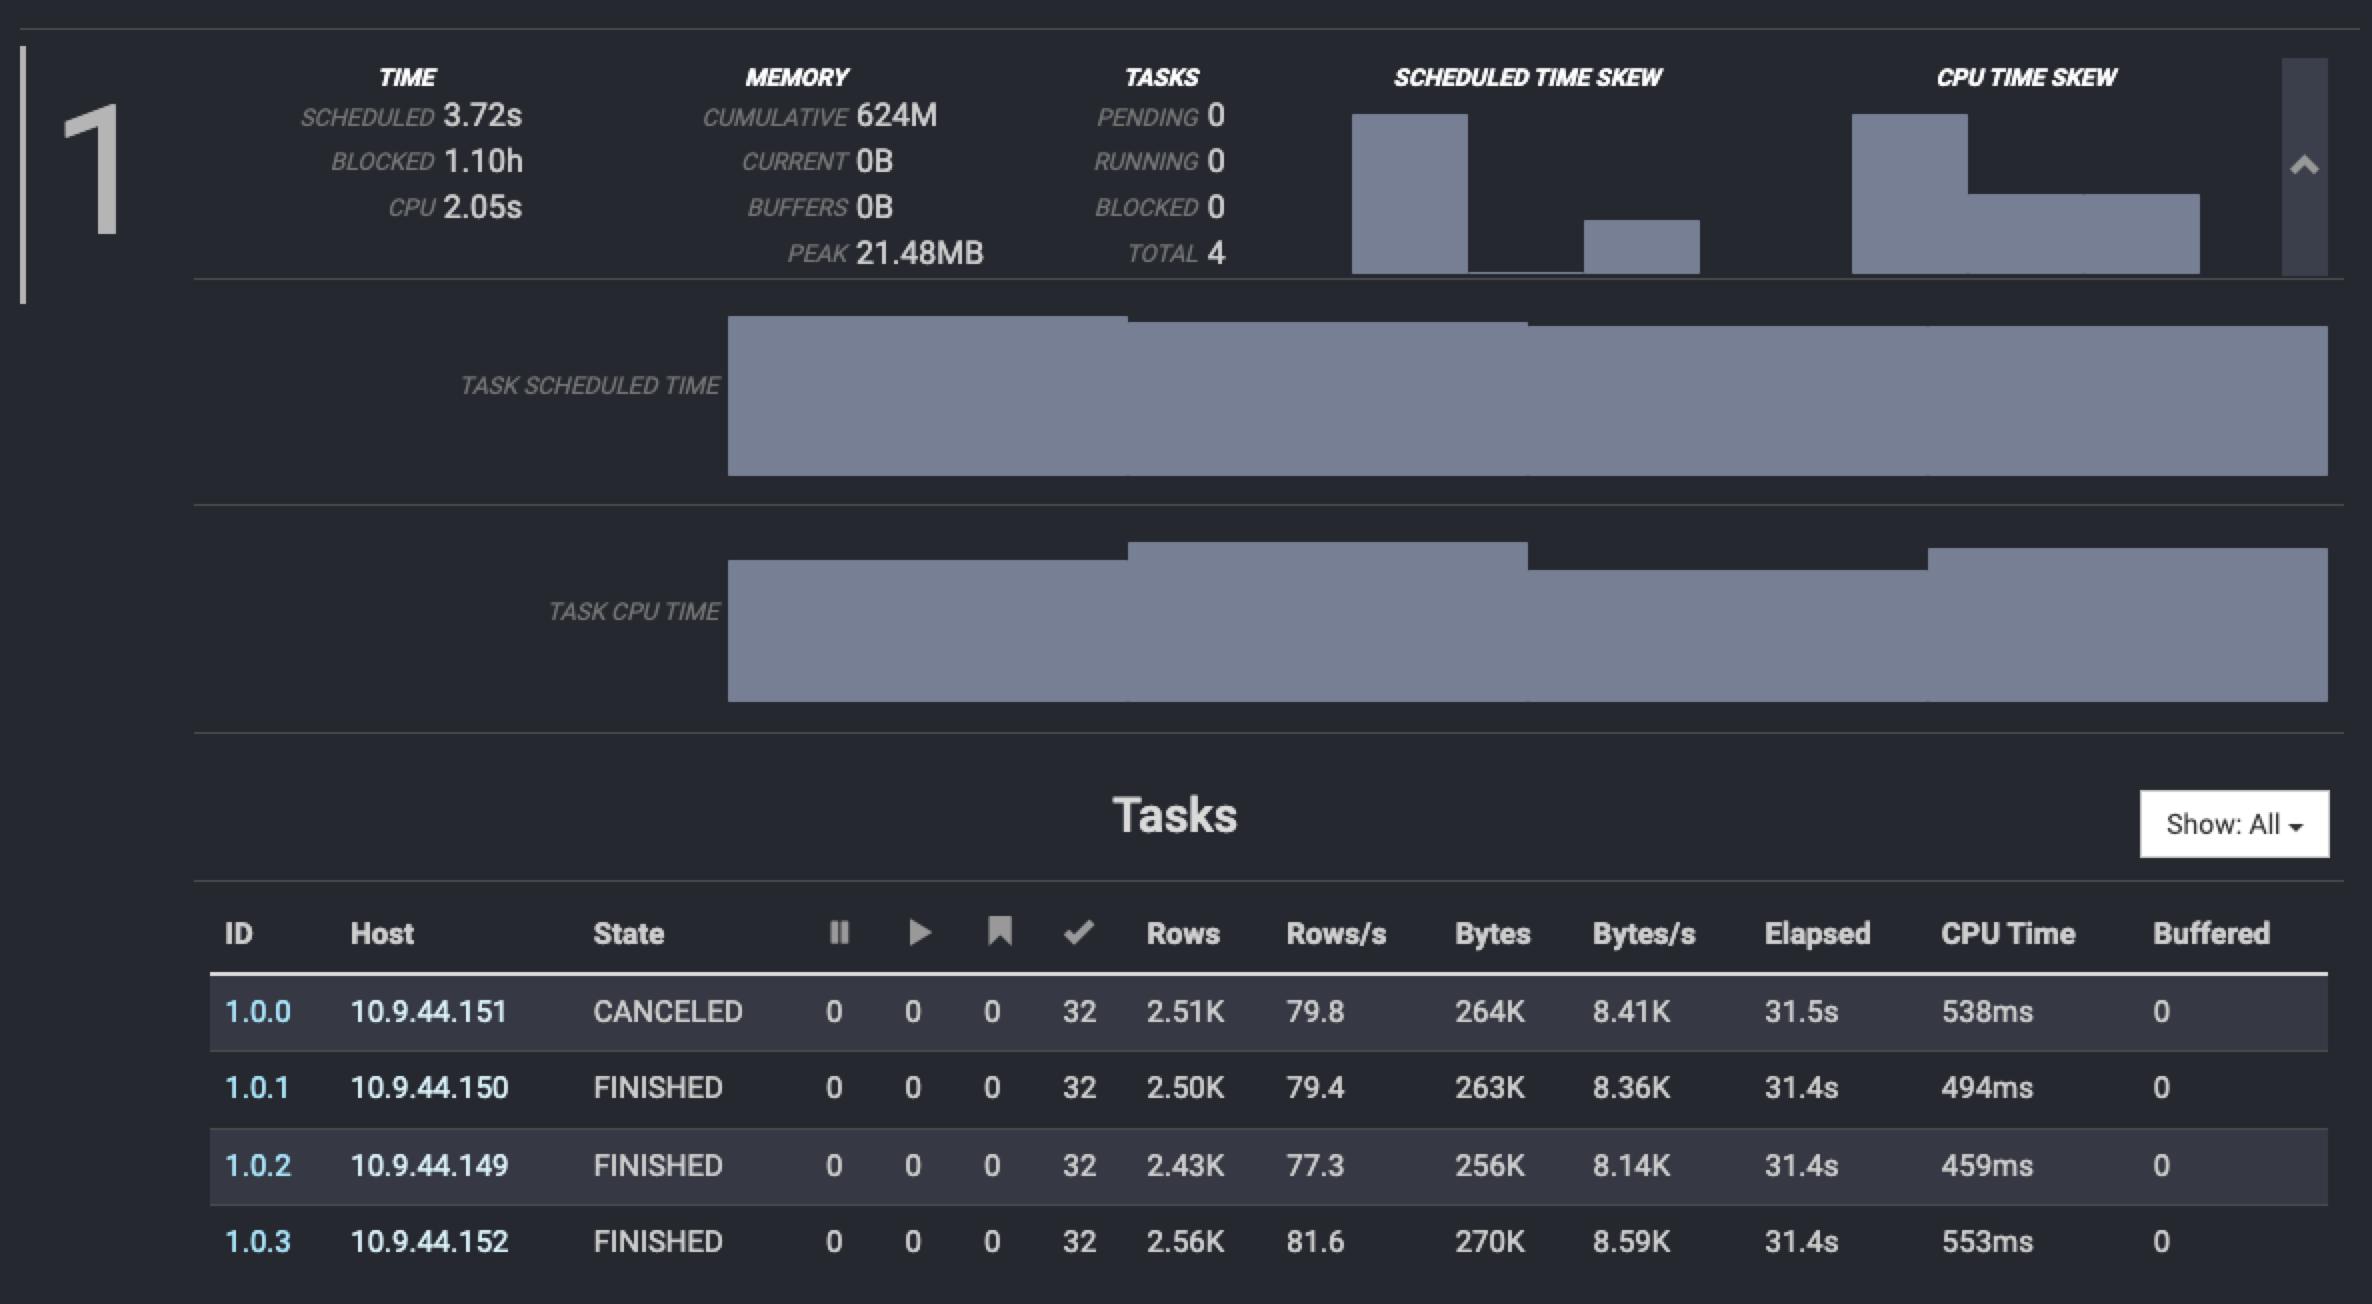 1
TIME
SCHEDULED 3.72s
BLOCKED 1.10h
CPU 2.05s
MEMORY
CUMULATIVE 624M
CURRENT 0B
BUFFERS 0B
PEAK 21.48MB
TASKS
PENDING 0
RUNNING 0
BLOCKED 0
TOTAL 4
SCHEDULED TIME SKEW
CPU TIME SKEW
TASK SCHEDULED TIME
TASK CPU TIME
Tasks
Show: All
ID Host State Rows Rows/s Bytes Bytes/s Elapsed CPU Time Buffered
1.0.0 10.9.44.151 CANCELED 0 0 0 32 2.51K 79.8 264K 8.41K 31.5s 538ms 0
1.0.1 10.9.44.150 FINISHED 0 0 0 32 2.50K 79.4 263K 8.36K 31.4s 494ms 0
1.0.2 10.9.44.149 FINISHED 0 0 0 32 2.43K 77.3 256K 8.14K 31.4s 459ms 0
1.0.3 10.9.44.152 FINISHED 0 0 0 32 2.56K 81.6 270K 8.59K 31.4s 553ms 0